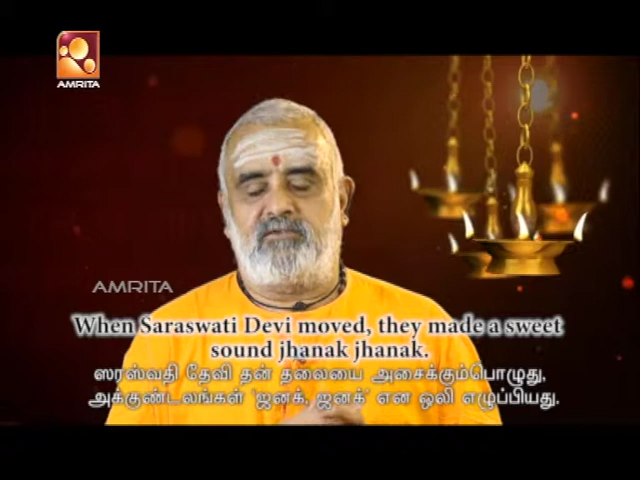 AMRITA
AMRITA
When Saraswati Devi moved, they made a sweet
sound jhanak jhanak.
ஸரஸ்வதி தேவி தன் தலையை அசைக்கும்பொழுது,
அக்குண்டலங்கள் 'ஜனக், ஜனக்' என ஒலி எழுப்பியது.